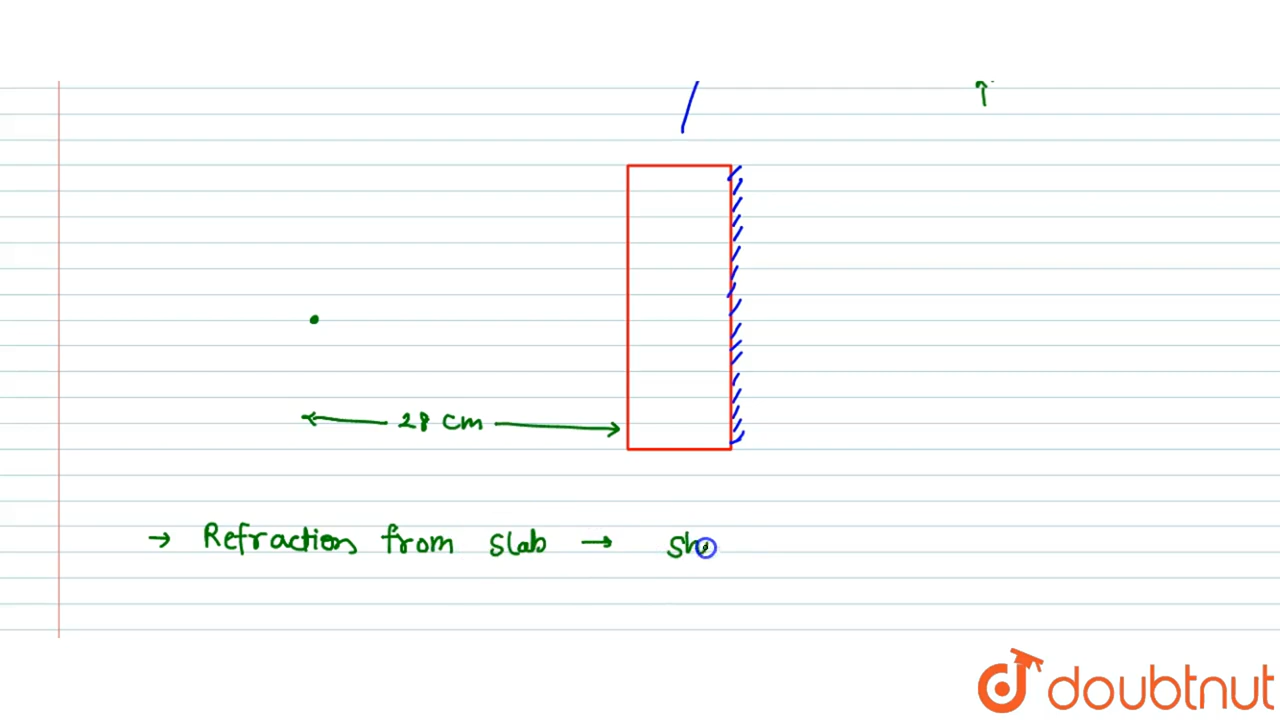 28 cm
→ Refraction from slab → sh
doubtnut